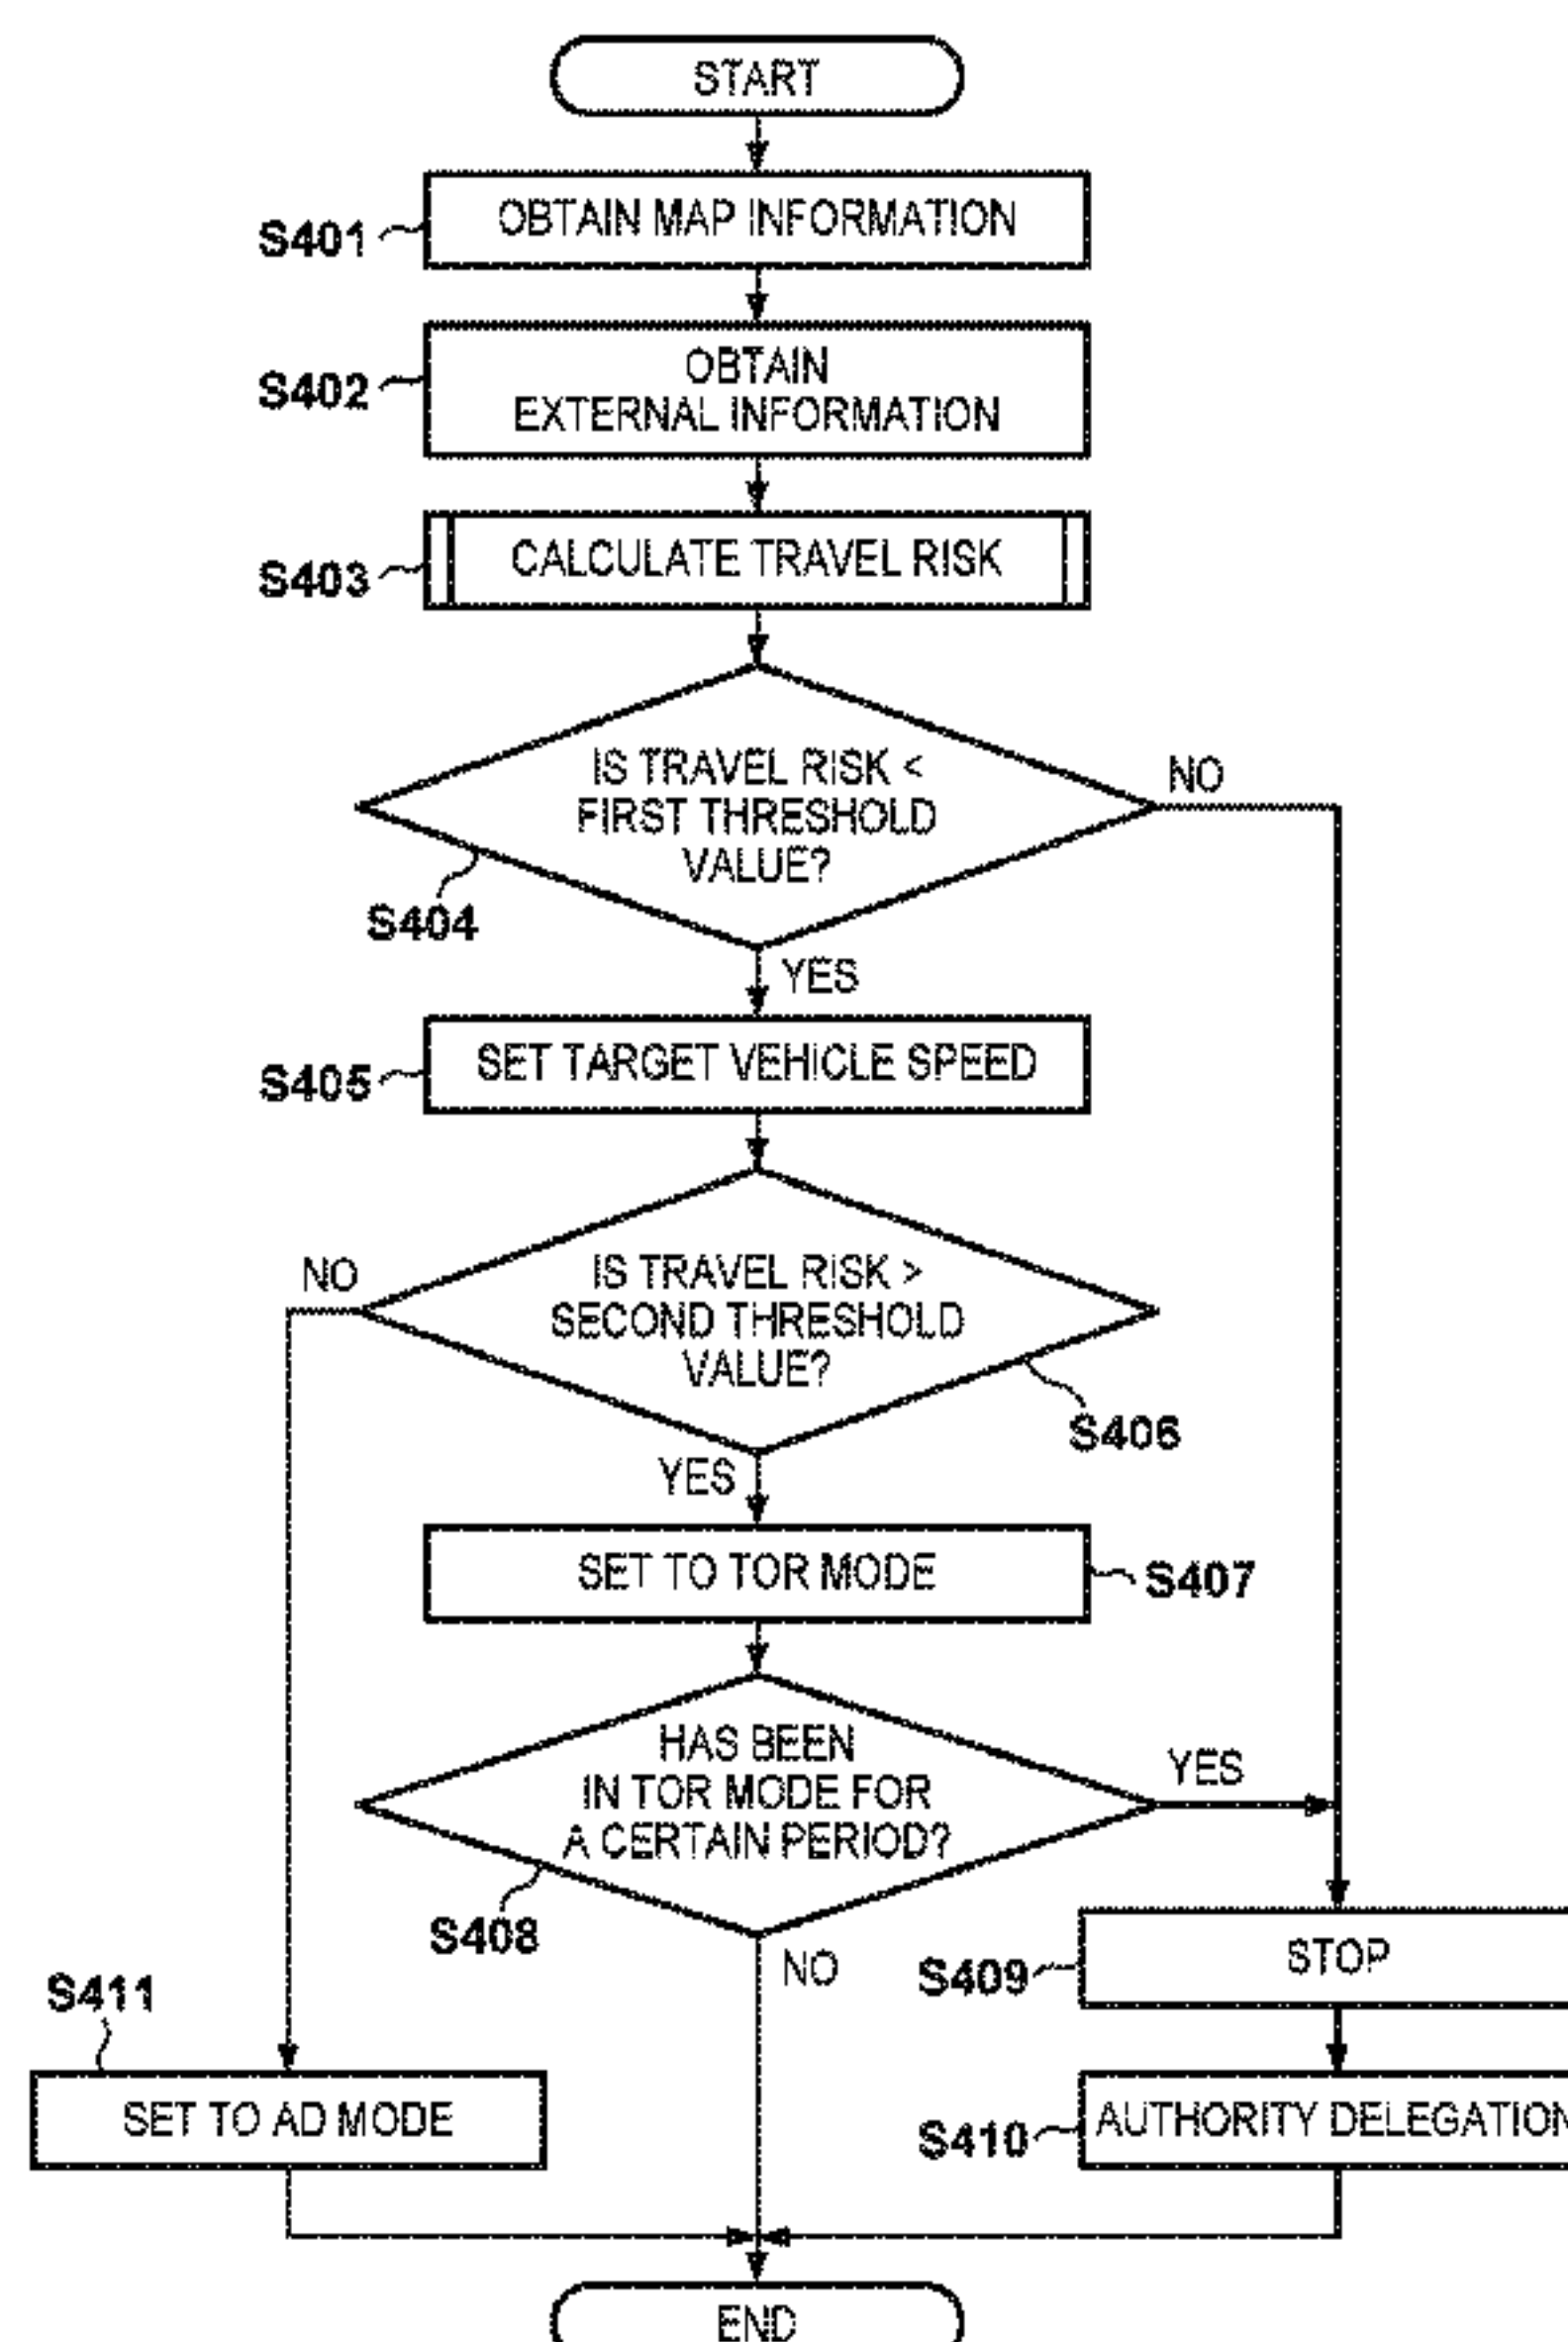 START
S401
OBTAIN MAP INFORMATION
S402
OBTAIN
EXTERNAL INFORMATION
S403
CALCULATE TRAVEL RISK
IS TRAVEL RISK <
FIRST THRESHOLD
VALUE?
NO
S404
YES
S405
SET TARGET VEHICLE SPEED
NO
IS TRAVEL RISK >
SECOND THRESHOLD
VALUE?
S406
YES
SET TO TOR MODE
S407
HAS BEEN
IN TOR MODE FOR
A CERTAIN PERIOD?
YES
S408
NO
S409
STOP
S411
SET TO AD MODE
S410
AUTHORITY DELEGATION
END